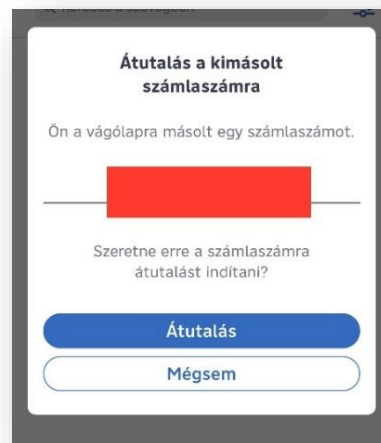 Átutalás a kimásolt
számlaszámra
Ön a vágólapra másolt egy számlaszámot.
Szeretne erre a számlaszámra
átutalást indítani?
Átutalás
Mégsem